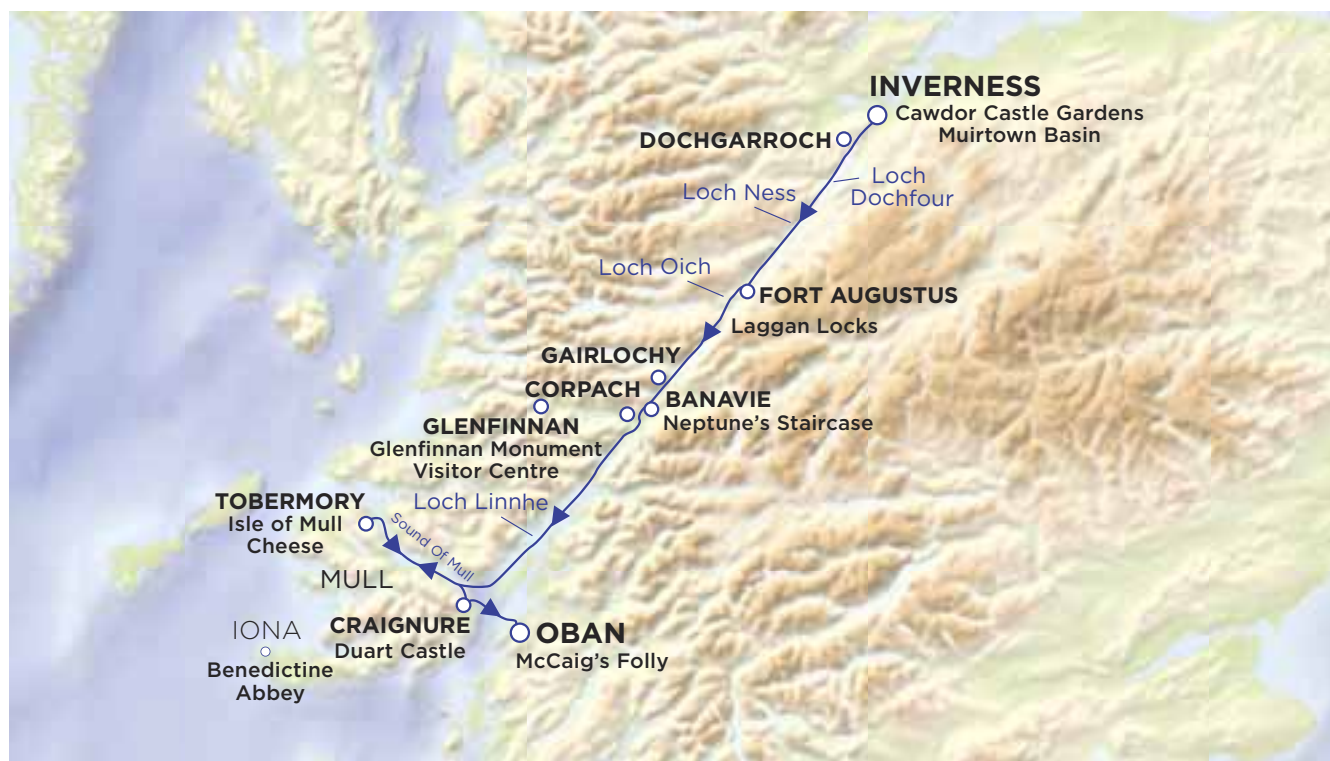 INVERNESS
Cawdor Castle Gardens
Muirtown Basin
DOCHGARROCH
Loch
Dochfour
Loch Ness
Loch Oich
FORT AUGUSTUS
Laggan Locks
GAIRLOCHY
CORPACH
BANAVIE
Neptune's Staircase
GLENFINNAN
Glenfinnan Monument
Visitor Centre
Loch Linnhe
TOBERMORY
Isle of Mull
Cheese
Sound Of Mull
MULL
CRAIGNURE
Duart Castle
OBAN
McCaig's Folly
IONA
Benedictine
Abbey